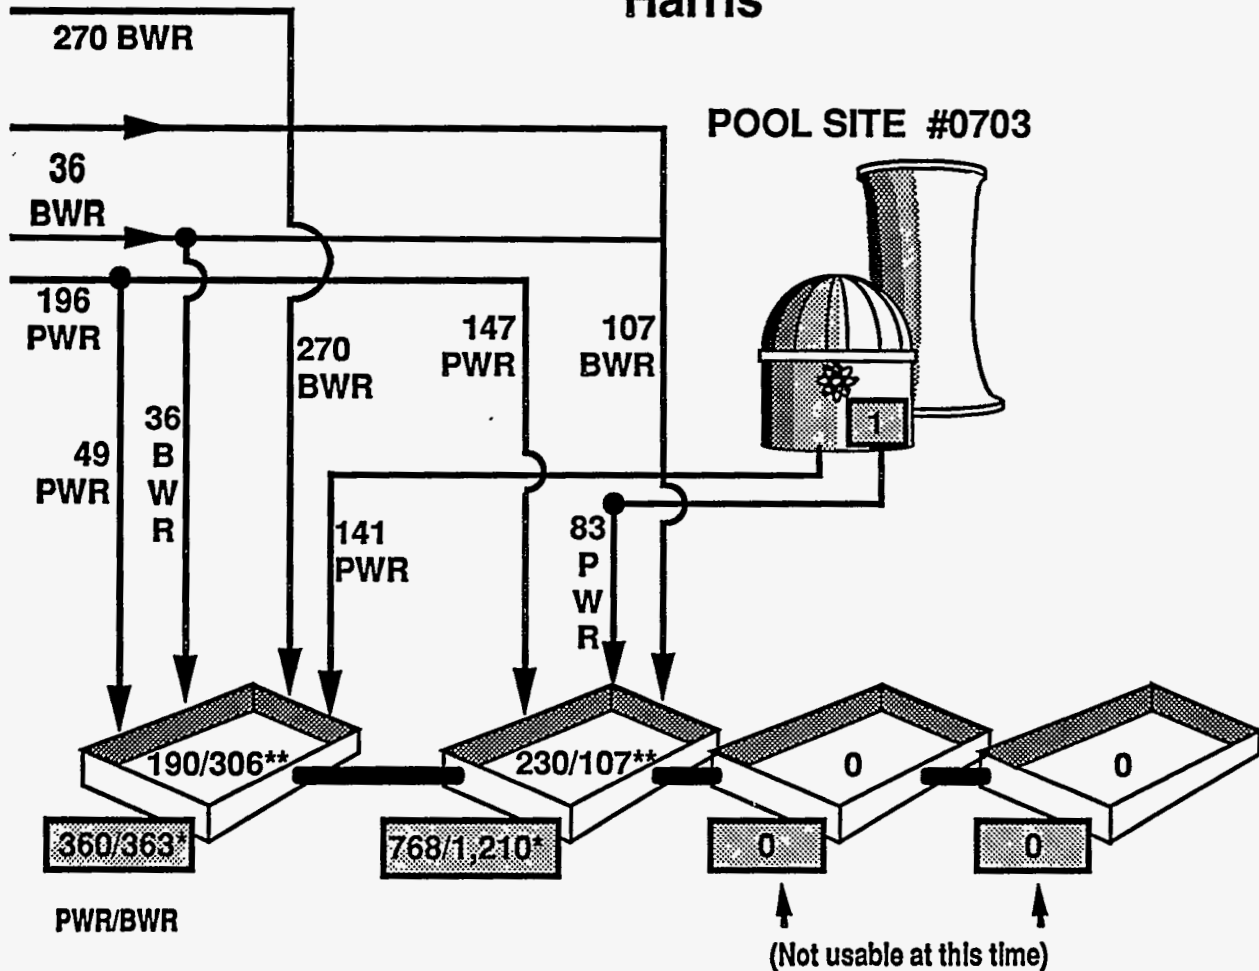 Harris
270 BWR
POOL SITE #0703
36
BWR
196
PWR
147
PWR
107
BWR
270
BWR
1
36
B
W
R
49
PWR
141
PWR
83
P
W
R
190/306**
230/107**
0
0
360/363*
768/1,210*
0
0
PWR/BWR
(Not usable at this time)